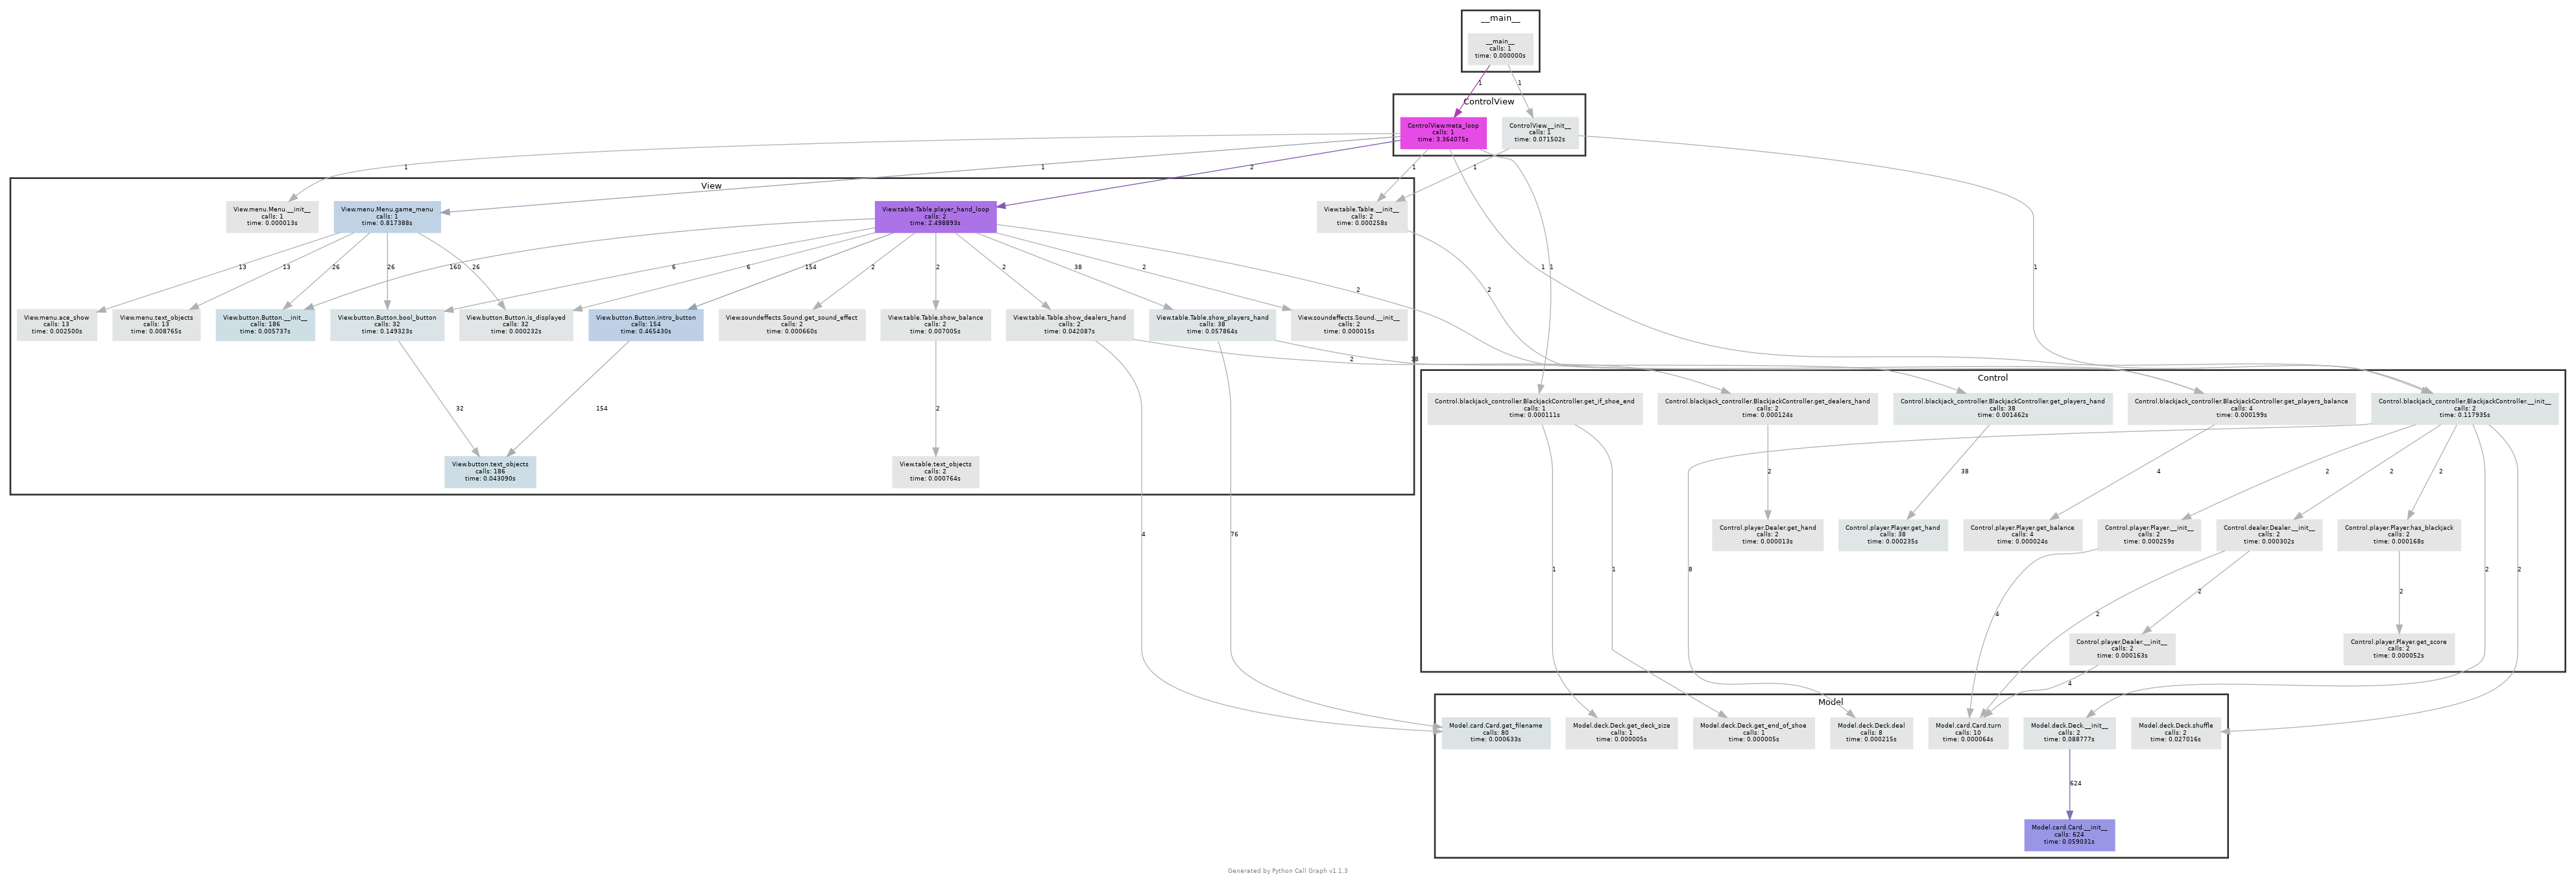 __main__
__main__
calls: 1
time: 0.000000s
1
1
ControlView
ControlView.meta_loop
calls: 1
time: 3.364075s
ControlView.__init__
calls: 1
time: 0.071502s
1
1
2
1
1
View
View.menu.Menu.__init__
calls: 1
time: 0.000013s
View.menu.Menu.game_menu
calls: 1
time: 0.817388s
View.table.Table.player_hand_loop
calls: 2
time: 2.498893s
View.table.Table.__init__
calls: 2
time: 0.000258s
13
13
26
26
26
160
6
6
154
2
2
2
38
2
2
2
1
1
1
View.menu.ace_show
calls: 13
time: 0.002500s
View.menu.text_objects
calls: 13
time: 0.008765s
View.button.Button.__init__
calls: 186
time: 0.005737s
View.button.Button.bool_button
calls: 32
time: 0.149323s
View.button.Button.is_displayed
calls: 32
time: 0.000232s
View.button.Button.intro_button
calls: 154
time: 0.465430s
View.soundeffects.Sound.get_sound_effect
calls: 2
time: 0.000660s
View.table.Table.show_balance
calls: 2
time: 0.007005s
View.table.Table.show_dealers_hand
calls: 2
time: 0.042087s
View.table.Table.show_players_hand
calls: 38
time: 0.057864s
View.soundeffects.Sound.__init__
calls: 2
time: 0.000015s
2
38
32
154
2
View.button.text_objects
calls: 186
time: 0.043090s
View.table.text_objects
calls: 2
time: 0.000764s
Control
Control.blackjack_controller.BlackjackController.get_if_shoe_end
calls: 1
time: 0.000111s
Control.blackjack_controller.BlackjackController.get_dealers_hand
calls: 2
time: 0.000124s
Control.blackjack_controller.BlackjackController.get_players_hand
calls: 38
time: 0.001462s
Control.blackjack_controller.BlackjackController.get_players_balance
calls: 4
time: 0.000199s
Control.blackjack_controller.BlackjackController.__init__
calls: 2
time: 0.117935s
2
38
4
2
2
2
Control.player.Dealer.get_hand
calls: 2
time: 0.000013s
Control.player.Player.get_hand
calls: 38
time: 0.000235s
Control.player.Player.get_balance
calls: 4
time: 0.000024s
Control.player.Player.__init__
calls: 2
time: 0.000259s
Control.dealer.Dealer.__init__
calls: 2
time: 0.000302s
Control.player.Player.has_blackjack
calls: 2
time: 0.000168s
4
76
1
1
8
2
2
2
2
4
2
Control.player.Dealer.__init__
calls: 2
time: 0.000163s
Control.player.Player.get_score
calls: 2
time: 0.000052s
4
Model
Model.card.Card.get_filename
calls: 80
time: 0.000633s
Model.deck.Deck.get_deck_size
calls: 1
time: 0.000005s
Model.deck.Deck.get_end_of_shoe
calls: 1
time: 0.000005s
Model.deck.Deck.deal
calls: 8
time: 0.000215s
Model.card.Card.turn
calls: 10
time: 0.000064s
Model.deck.Deck.__init__
calls: 2
time: 0.088777s
Model.deck.Deck.shuffle
calls: 2
time: 0.027016s
624
Model.card.Card.__init__
calls: 624
time: 0.059031s
Generated by Python Call Graph v1.1.3